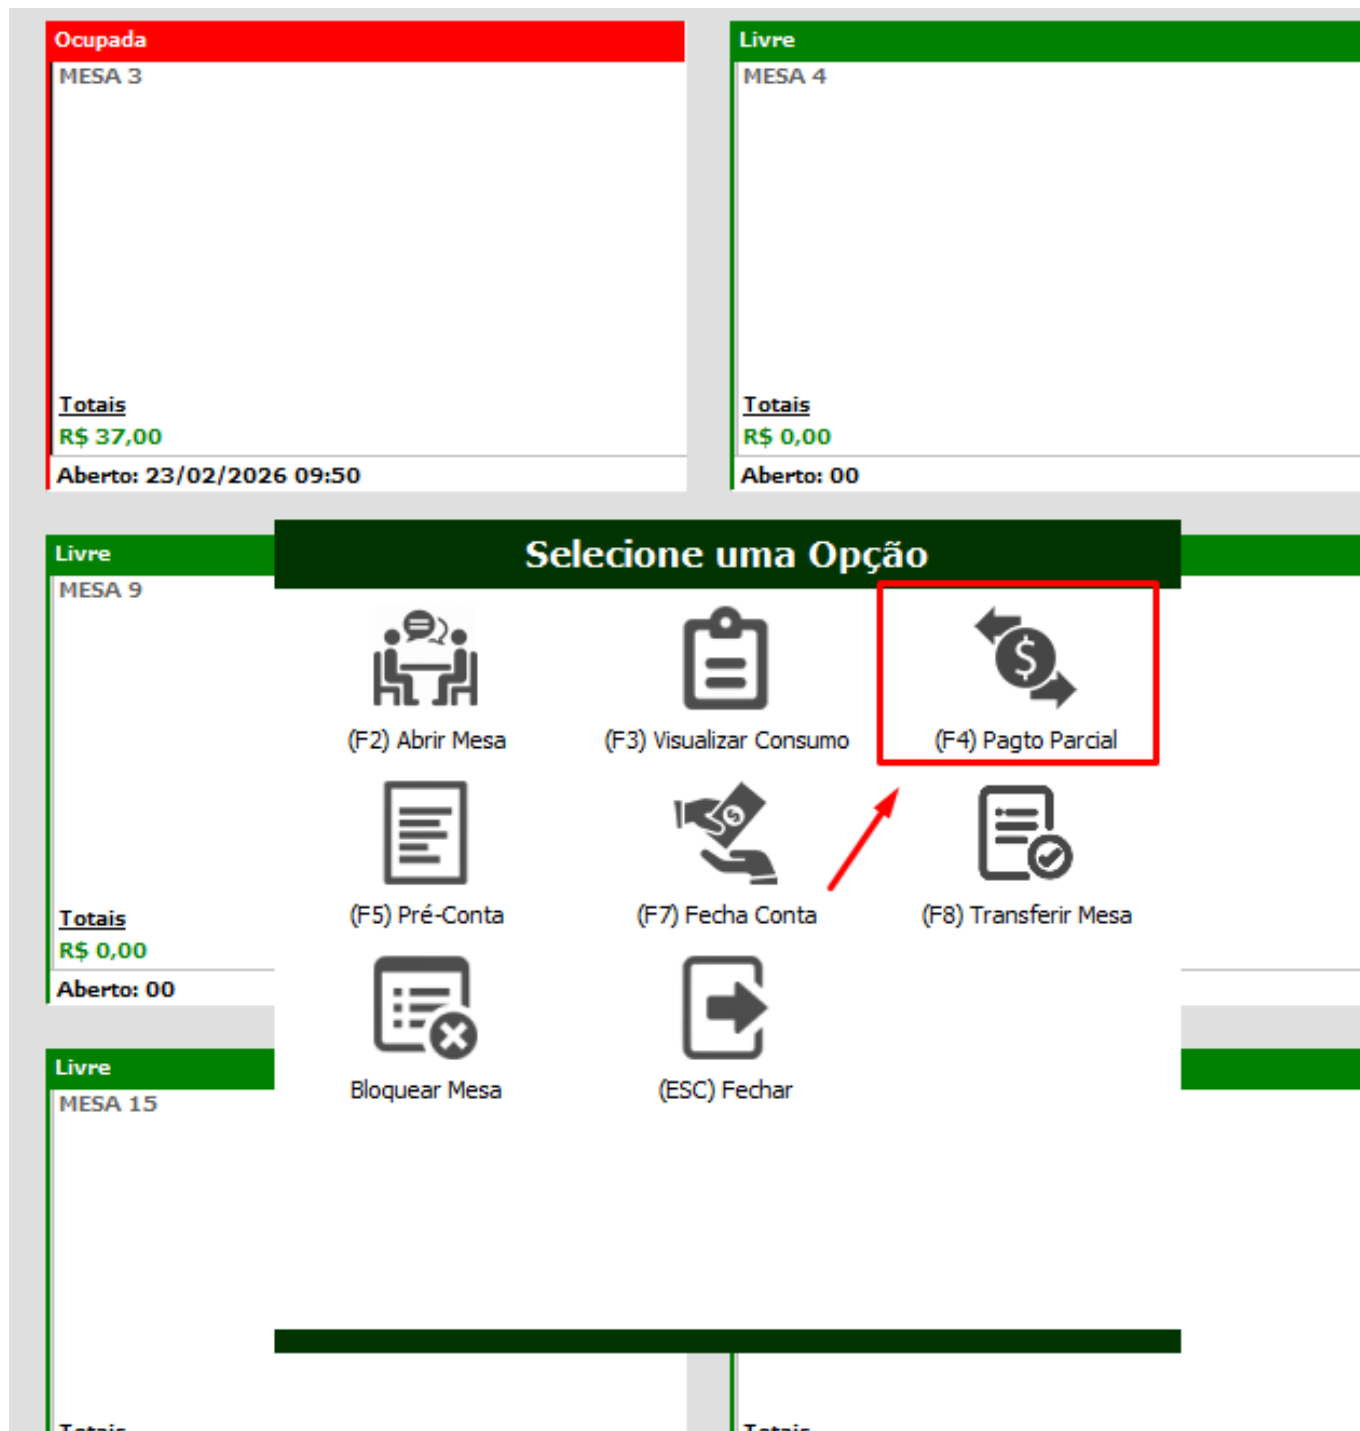 Ocupada
MESA 3
Totais
R$ 37,00
Aberto: 23/02/2026 09:50
Livre
MESA 4
Totais
R$ 0,00
Aberto: 00
Livre
MESA 9
Totais
R$ 0,00
Aberto: 00
Selecione uma Opção
(F2) Abrir Mesa
(F3) Visualizar Consumo
(F4) Pagto Parcial
(F5) Pré-Conta
(F7) Fecha Conta
(F8) Transferir Mesa
Bloquear Mesa
(ESC) Fechar
Livre
MESA 15
Totais
Totais